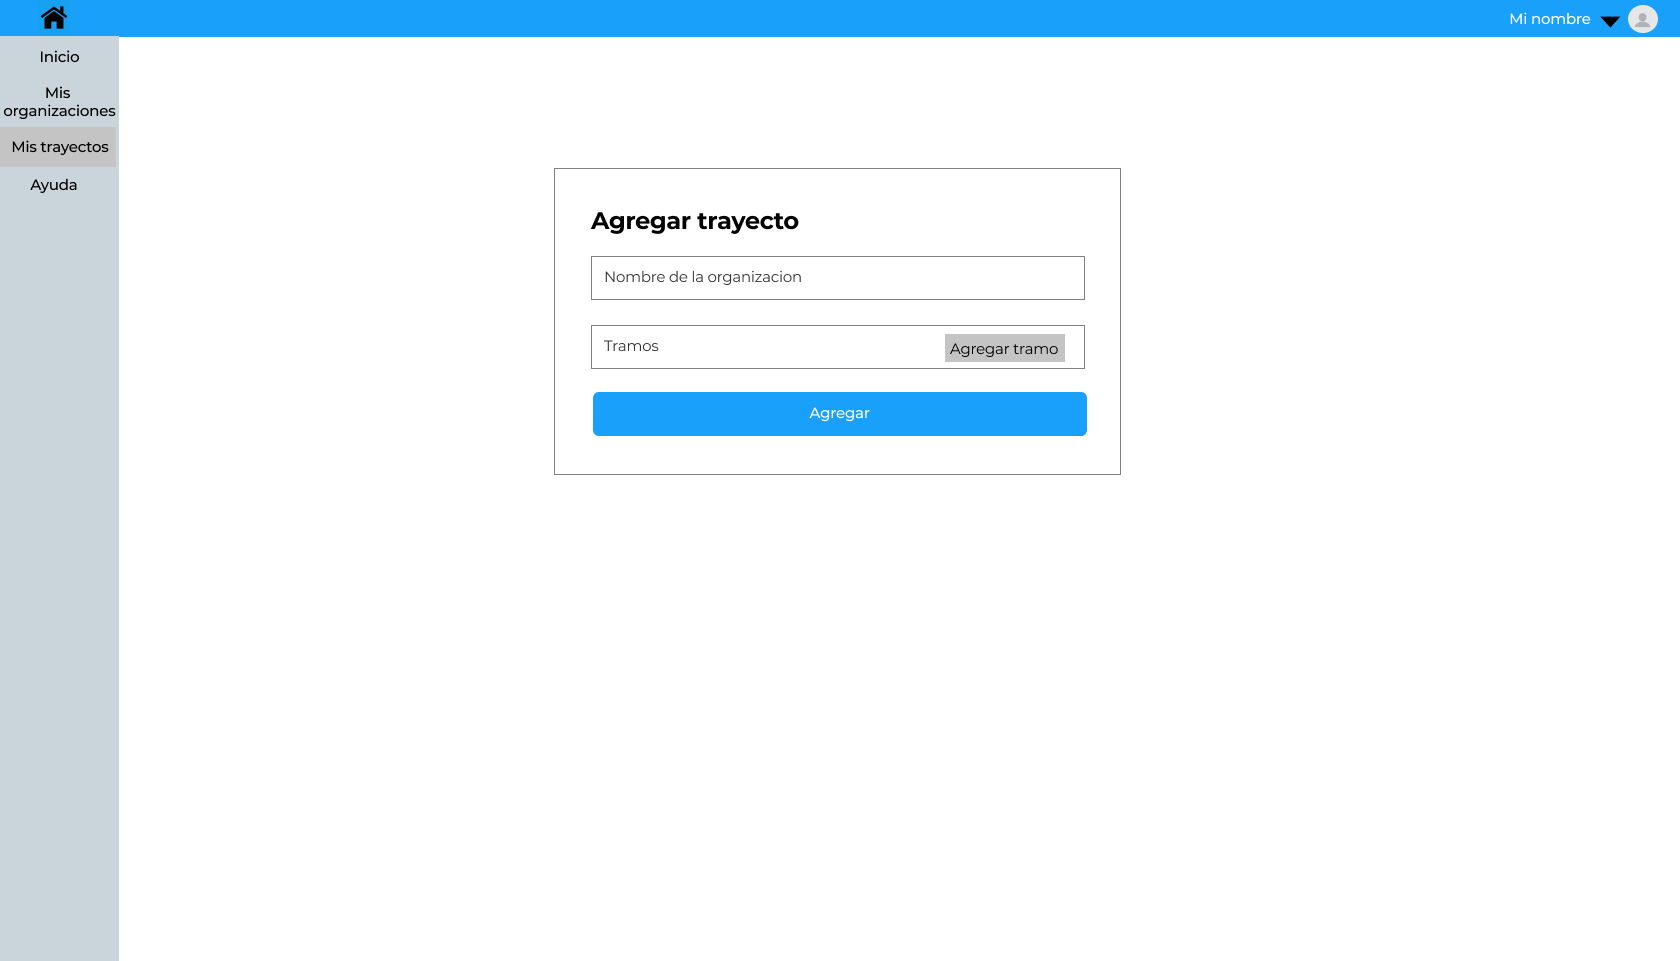 Mi nombre
Inicio
Mis
organizaciones
Mis trayectos
Ayuda
Agregar trayecto
Nombre de la organizacion
Tramos
Agregar tramo
Agregar